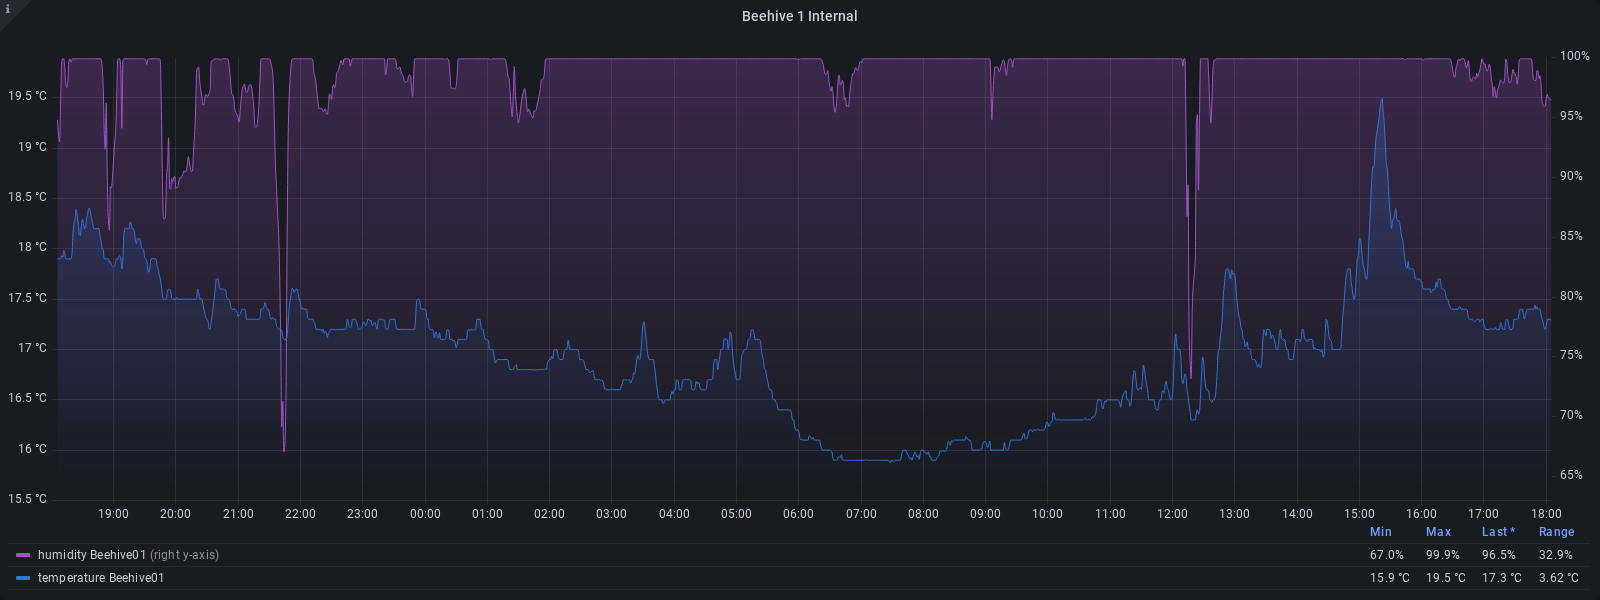 i
Beehive 1 Internal
100%
19.5 °C
95%
19 °C
90%
18.5 °C
85%
18 °C
80%
17.5 °C
17 °C
75%
16.5 °C
70%
16 °C
65%
15.5 °C
19:00 20:00 21:00 22:00 23:00 00:00 01:00 02:00 03:00 04:00 05:00 06:00 07:00 08:00 09:00 10:00 11:00 12:00 13:00 14:00 15:00 16:00 17:00 18:00
Min Max Last * Range
humidity Beehive01 (right y-axis) 67.0% 99.9% 96.5% 32.9%
temperature Beehive01 15.9 °C 19.5 °C 17.3 °C 3.62 °C